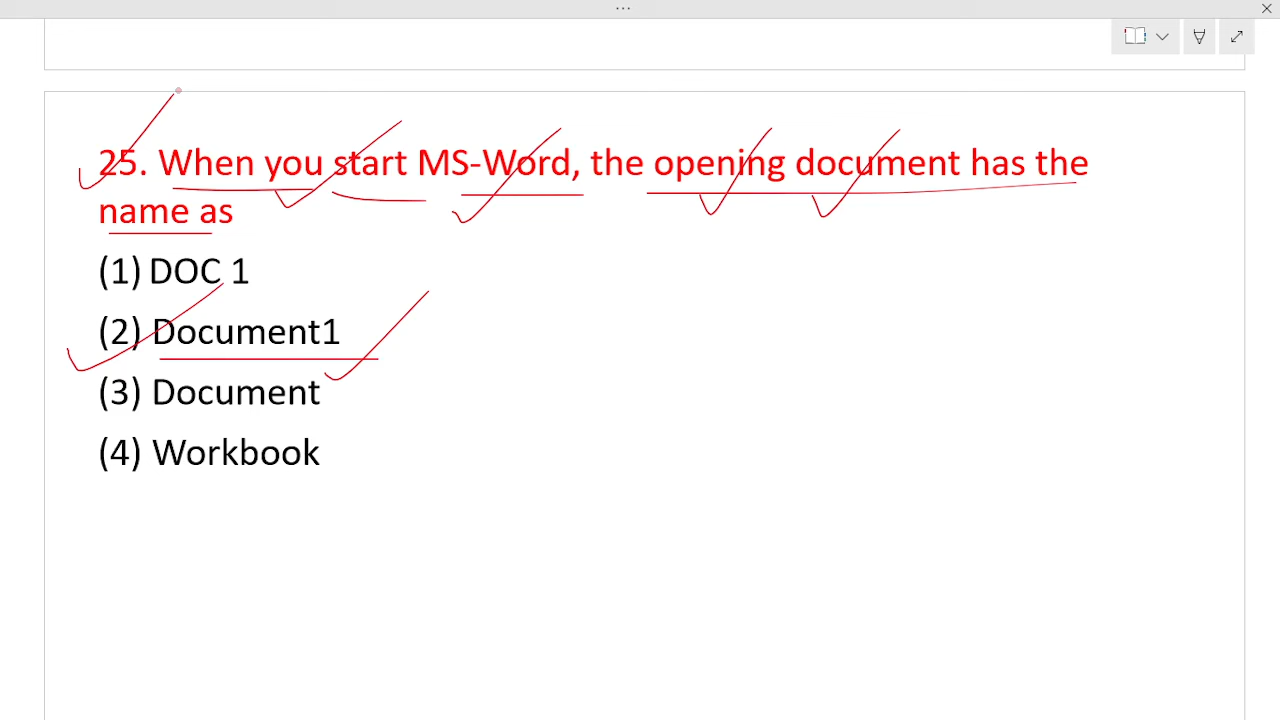 25. When you start MS-Word, the opening document has the
name as
(1) DOC 1
(2) Document1
(3) Document
(4) Workbook